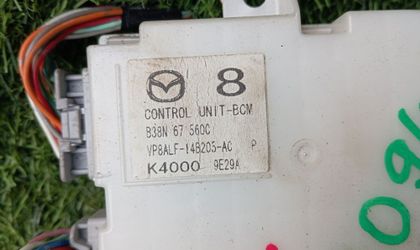 8
CONTROL UNIT-BCM
B38N 67 560C
VP8ALF-14B205-AC P
K4000 9E29A